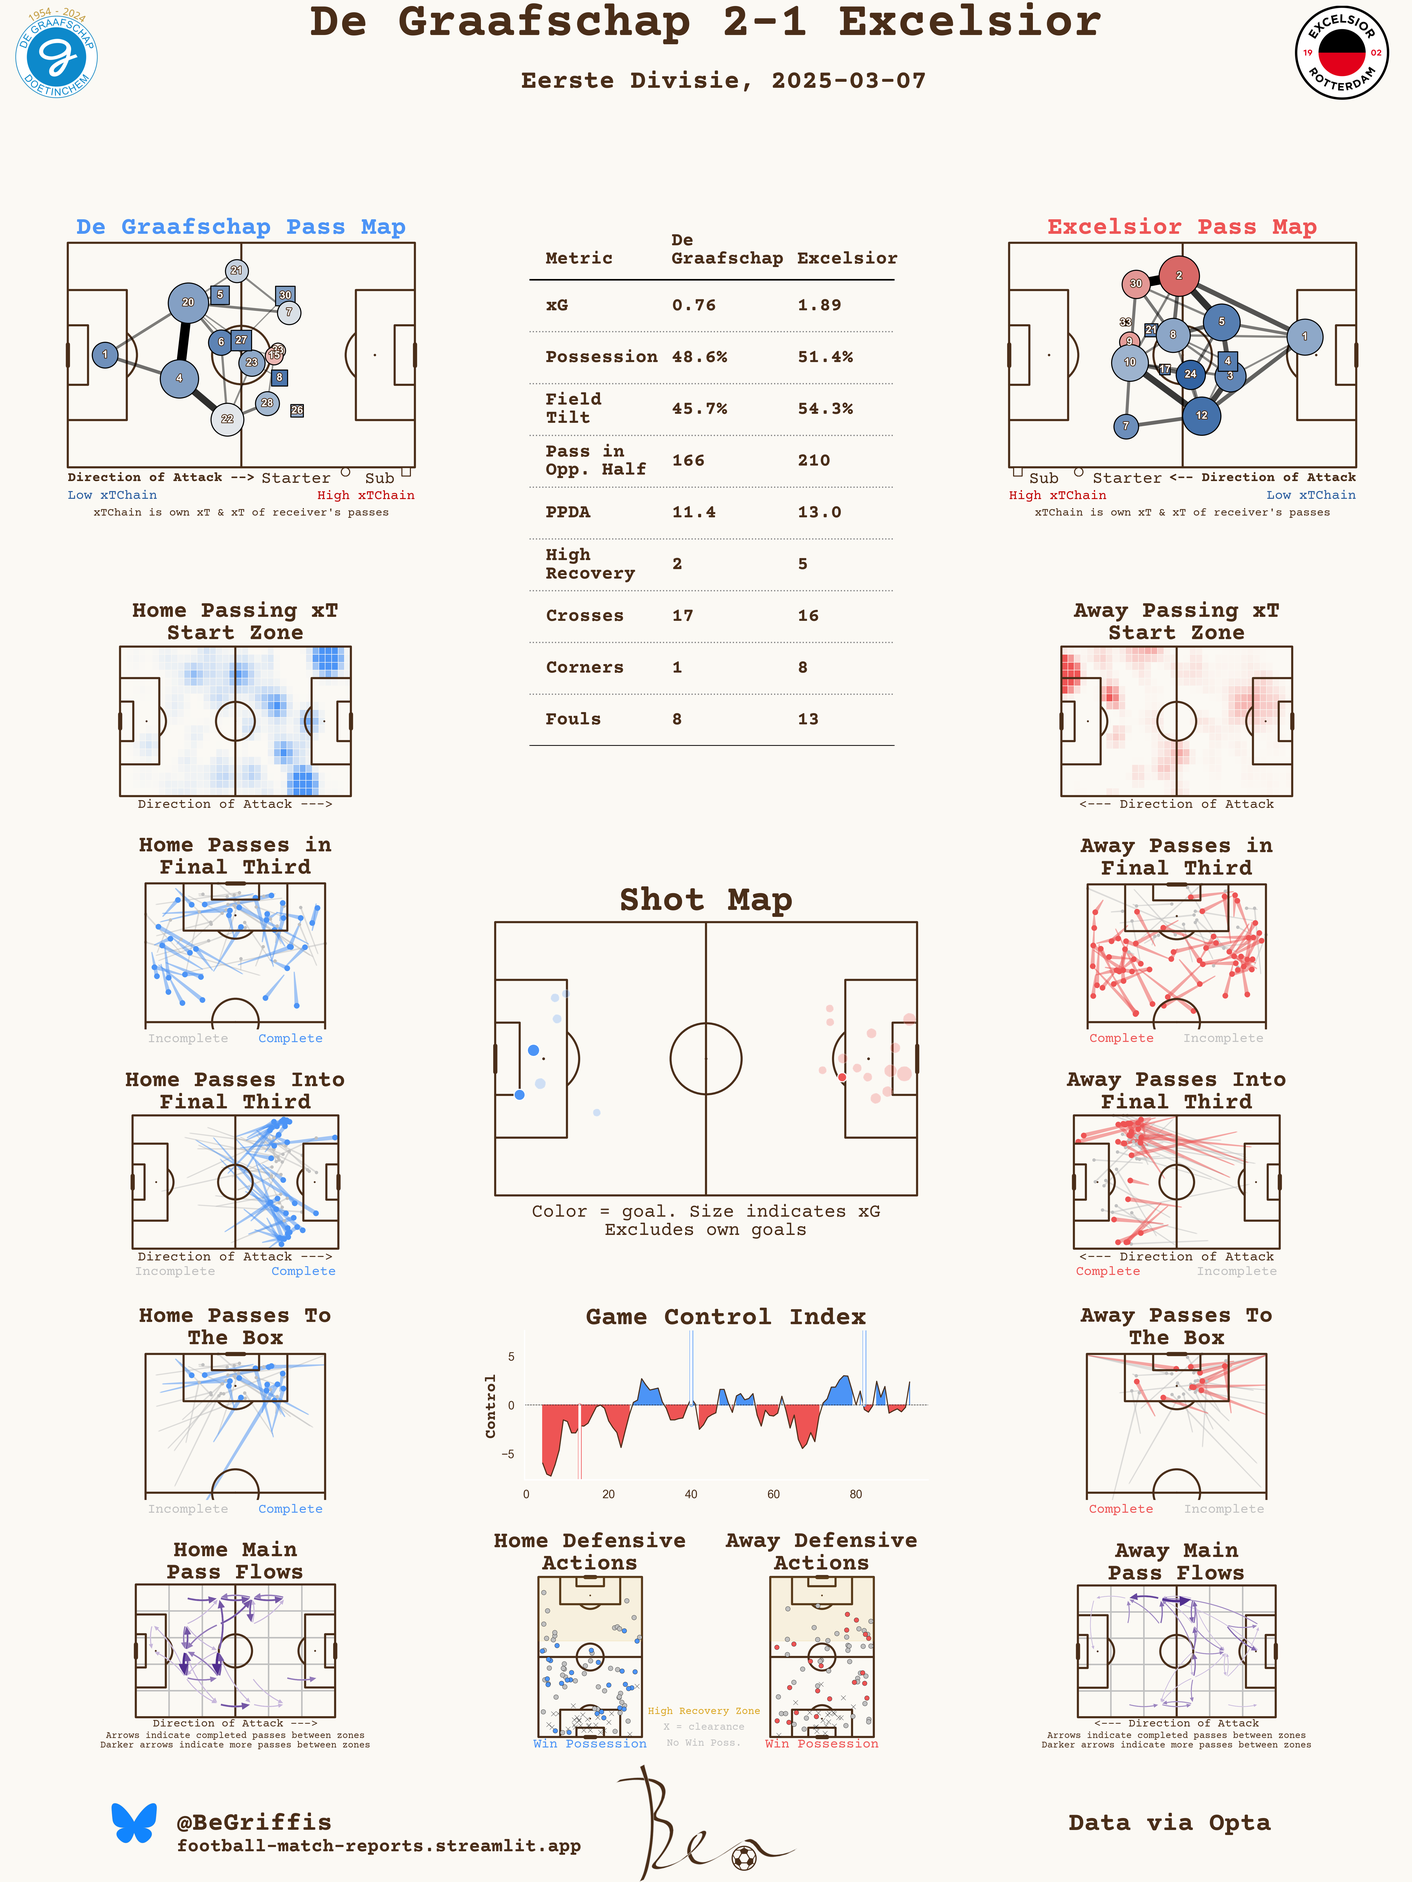 De Graafschap 2-1 Excelsior
Eerste Divisie, 2025-03-07
1954 - 2024
DE GRAAFSCHAP
DOETINCHEM
EXCELSIOR
19 02
ROTTERDAM
De Graafschap Pass Map
21
5
30
20
7
6
27
1
23
15
4
8
28
26
22
Direction of Attack --> Starter Sub
Low xTChain High xTChain
xTChain is own xT & xT of receiver's passes
Metric De Graafschap Excelsior
xG 0.76 1.89
Possession 48.6% 51.4%
Field Tilt 45.7% 54.3%
Pass in Opp. Half 166 210
PPDA 11.4 13.0
High Recovery 2 5
Crosses 17 16
Corners 1 8
Fouls 8 13
Excelsior Pass Map
2
30
33
21
5
8
9
1
10
4
17
24
3
12
7
Sub Starter <-- Direction of Attack
High xTChain Low xTChain
xTChain is own xT & xT of receiver's passes
Home Passing xT
Start Zone
Direction of Attack --->
Away Passing xT
Start Zone
<--- Direction of Attack
Home Passes in
Final Third
Incomplete Complete
Away Passes in
Final Third
Complete Incomplete
Shot Map
Color = goal. Size indicates xG
Excludes own goals
Home Passes Into
Final Third
Direction of Attack --->
Incomplete Complete
Away Passes Into
Final Third
<--- Direction of Attack
Complete Incomplete
Home Passes To
The Box
Incomplete Complete
Game Control Index
Control
5
0
−5
0 20 40 60 80
Away Passes To
The Box
Complete Incomplete
Home Main
Pass Flows
Direction of Attack --->
Arrows indicate completed passes between zones
Darker arrows indicate more passes between zones
Home Defensive
Actions
Win Possession
Away Defensive
Actions
Win Possession
High Recovery Zone
X = clearance
No Win Poss.
Away Main
Pass Flows
<--- Direction of Attack
Arrows indicate completed passes between zones
Darker arrows indicate more passes between zones
@BeGriffis
football-match-reports.streamlit.app
Ben
Data via Opta